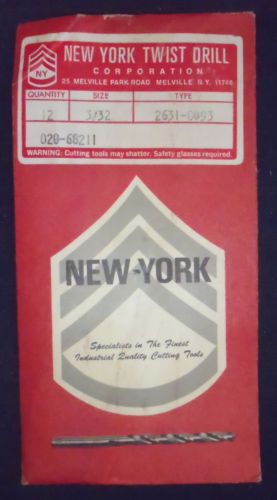 NY
NEW YORK TWIST DRILL
CORPORATION
25 MELVILLE PARK ROAD MELVILLE N.Y. 11746
QUANTITY SIZE TYPE
12 3/32 2631-0093
020-66211
WARNING: Cutting tools may shatter. Safety glasses required.
NEW-YORK
Specialists in The Finest
Industrial Quality Cutting Tools